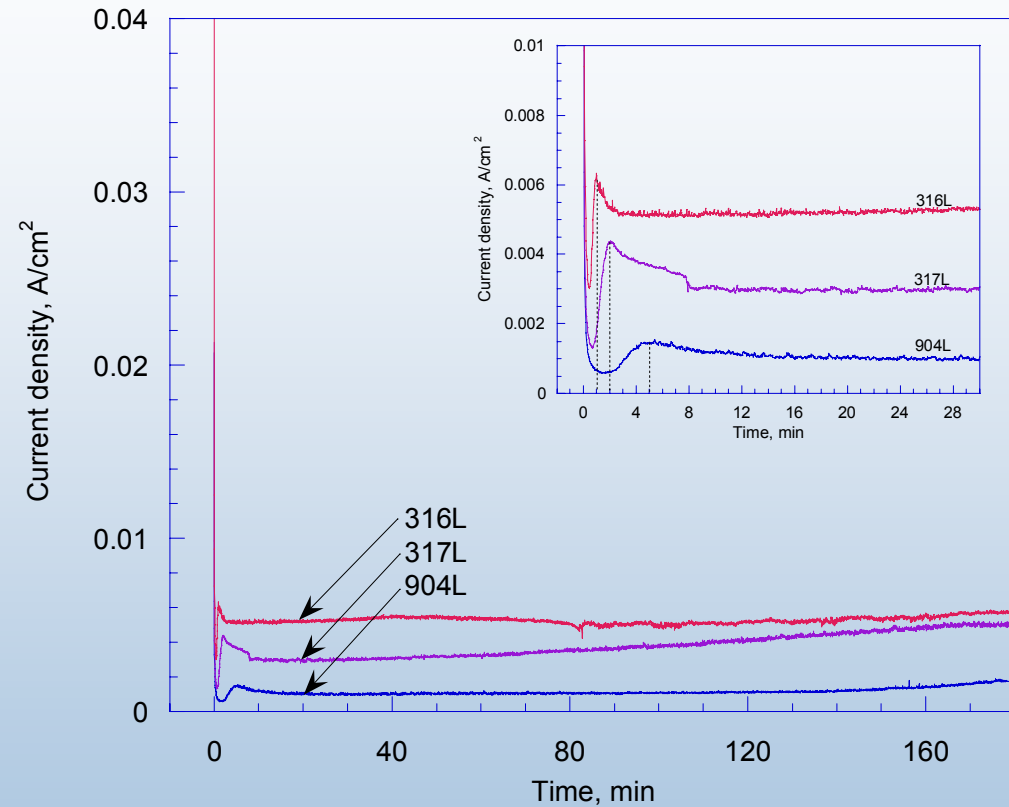 0.04
0.03
0.02
0.01
0
Current density, A/cm²
0
40
80
120
160
Time, min
316L
317L
904L
0.01
0.008
0.006
0.004
0.002
0
Current density, A/cm²
0
4
8
12
16
20
24
28
Time, min
316L
317L
904L